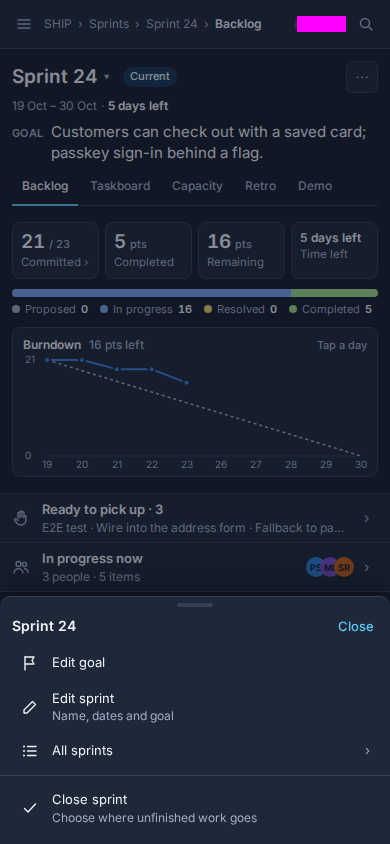 SHIP › Sprints › Sprint 24 › Backlog
Sprint 24 ▾ Current ···
19 Oct – 30 Oct · 5 days left
GOAL Customers can check out with a saved card;
passkey sign-in behind a flag.
Backlog Taskboard Capacity Retro Demo
21 / 23 5 pts 16 pts 5 days left
Committed › Completed Remaining Time left
Proposed 0 In progress 16 Resolved 0 Completed 5
Burndown 16 pts left Tap a day
21
0
19 20 21 22 23 26 27 28 29 30
Ready to pick up · 3
E2E test · Wire into the address form · Fallback to pa...
In progress now
3 people · 5 items
PS SR
Sprint 24 Close
Edit goal
Edit sprint
Name, dates and goal
All sprints
Close sprint
Choose where unfinished work goes